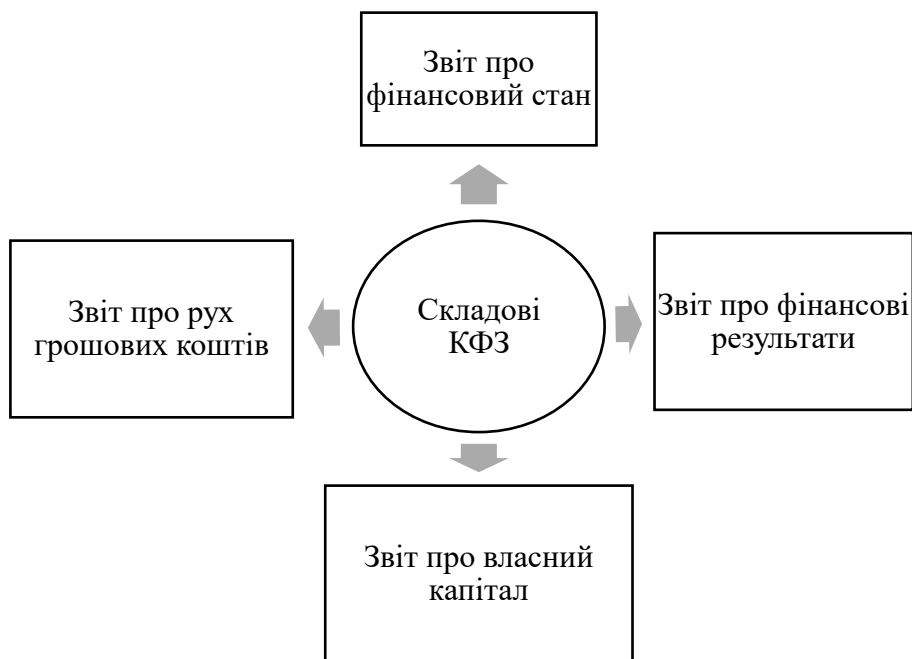 Звіт про
фінансовий стан
Звіт про рух
грошових коштів
Складові
КФЗ
Звіт про фінансові
результати
Звіт про власний
капітал